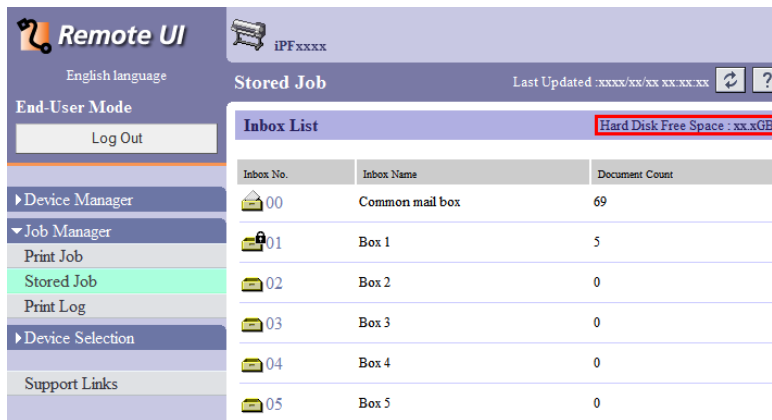 Remote UI
English language
End-User Mode
Log Out
Device Manager
Job Manager
Print Job
Stored Job
Print Log
Device Selection
Support Links
iPFxxxx
Stored Job Last Updated :xxxx/xx/xx xx:xx:xx ?
Inbox List Hard Disk Free Space : xx.xGB
Inbox No. Inbox Name Document Count
00 Common mail box 69
01 Box 1 5
02 Box 2 0
03 Box 3 0
04 Box 4 0
05 Box 5 0